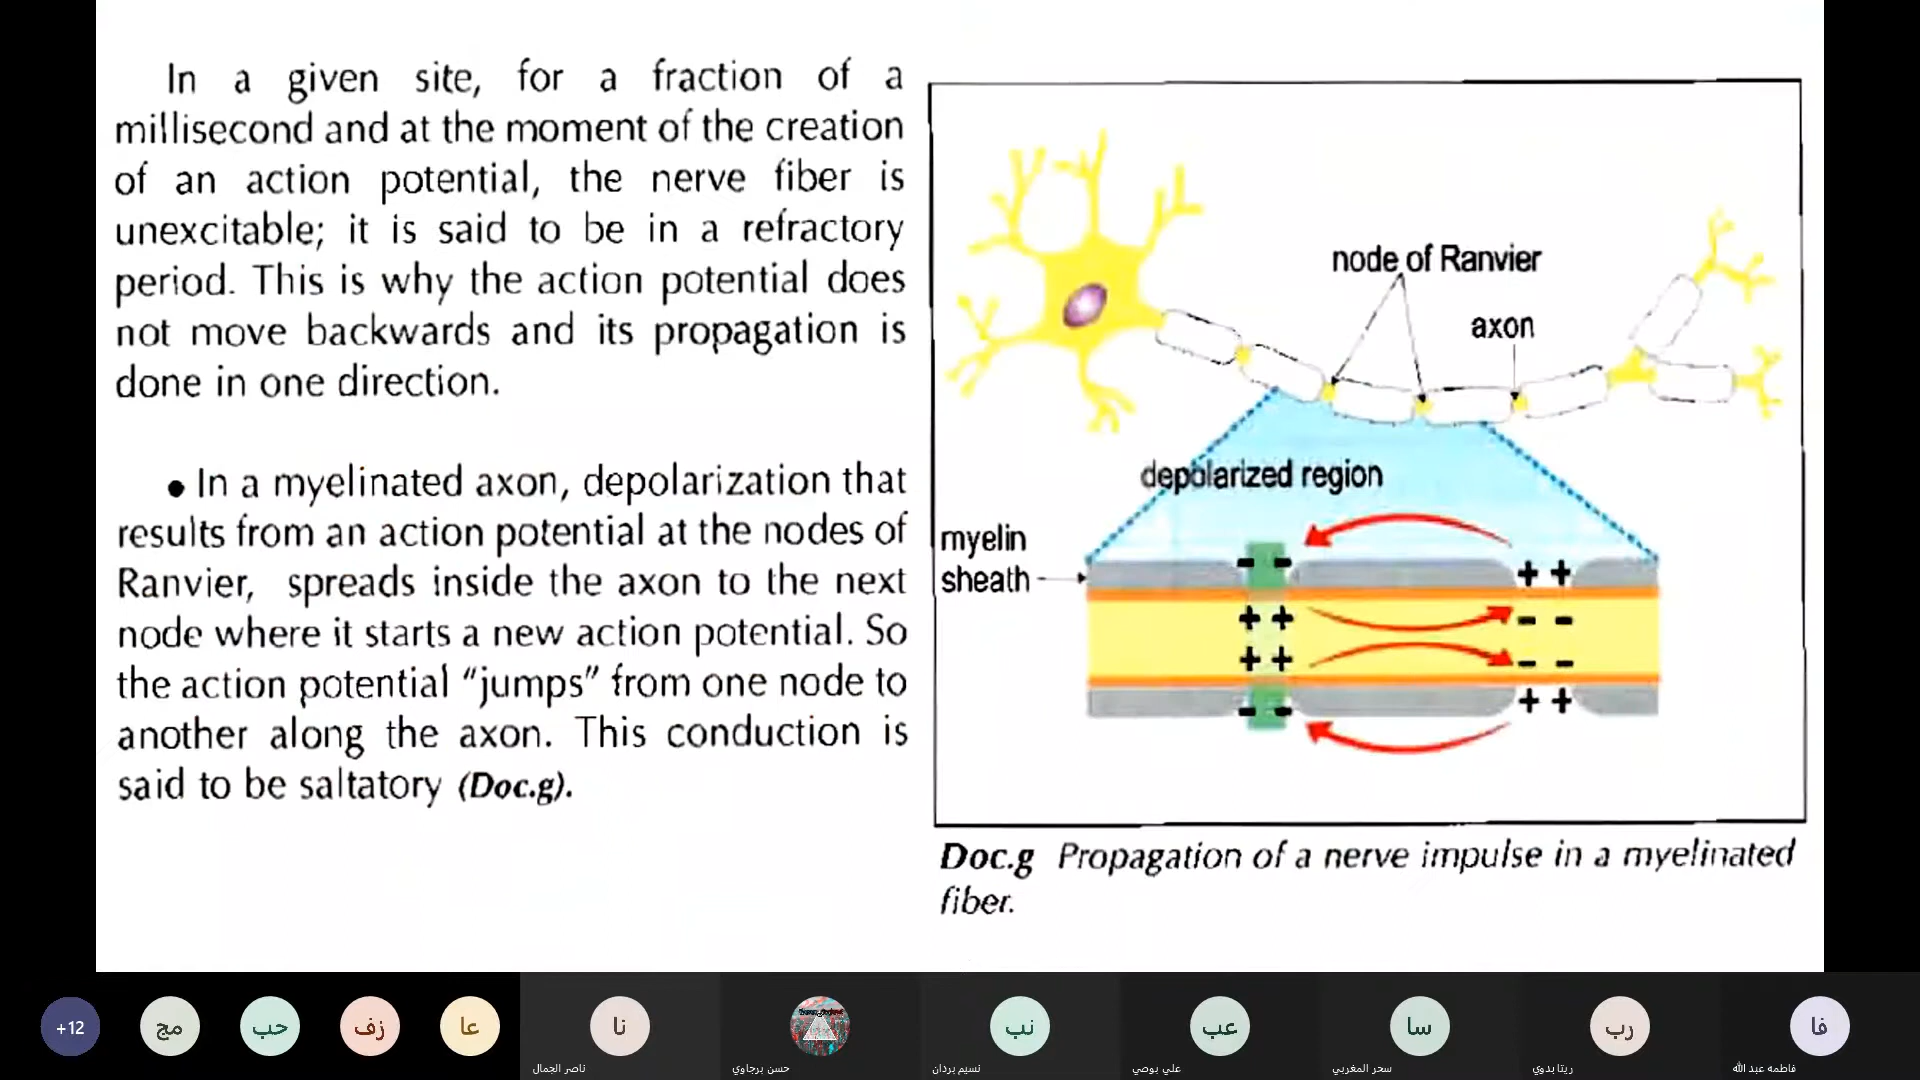 In a given site, for a fraction of a
millisecond and at the moment of the creation
of an action potential, the nerve fiber is
unexcitable; it is said to be in a refractory
period. This is why the action potential does
not move backwards and its propagation is
done in one direction.
• In a myelinated axon, depolarization that
results from an action potential at the nodes of
Ranvier, spreads inside the axon to the next
node where it starts a new action potential. So
the action potential “jumps” from one node to
another along the axon. This conduction is
said to be saltatory (Doc.g).
node of Ranvier
axon
depolarized region
myelin
sheath
- - + +
+ + - -
+ + - -
- - + +
Doc.g Propagation of a nerve impulse in a myelinated
fiber.
+12
مج
حب
زف
عا
نا
نب
عب
سا
رب
فا
ناصر الجمال
حسن برجاوي
نسيم بردان
علي بوصي
سحر المغربي
ريتا بدوي
فاطمه عبد الله